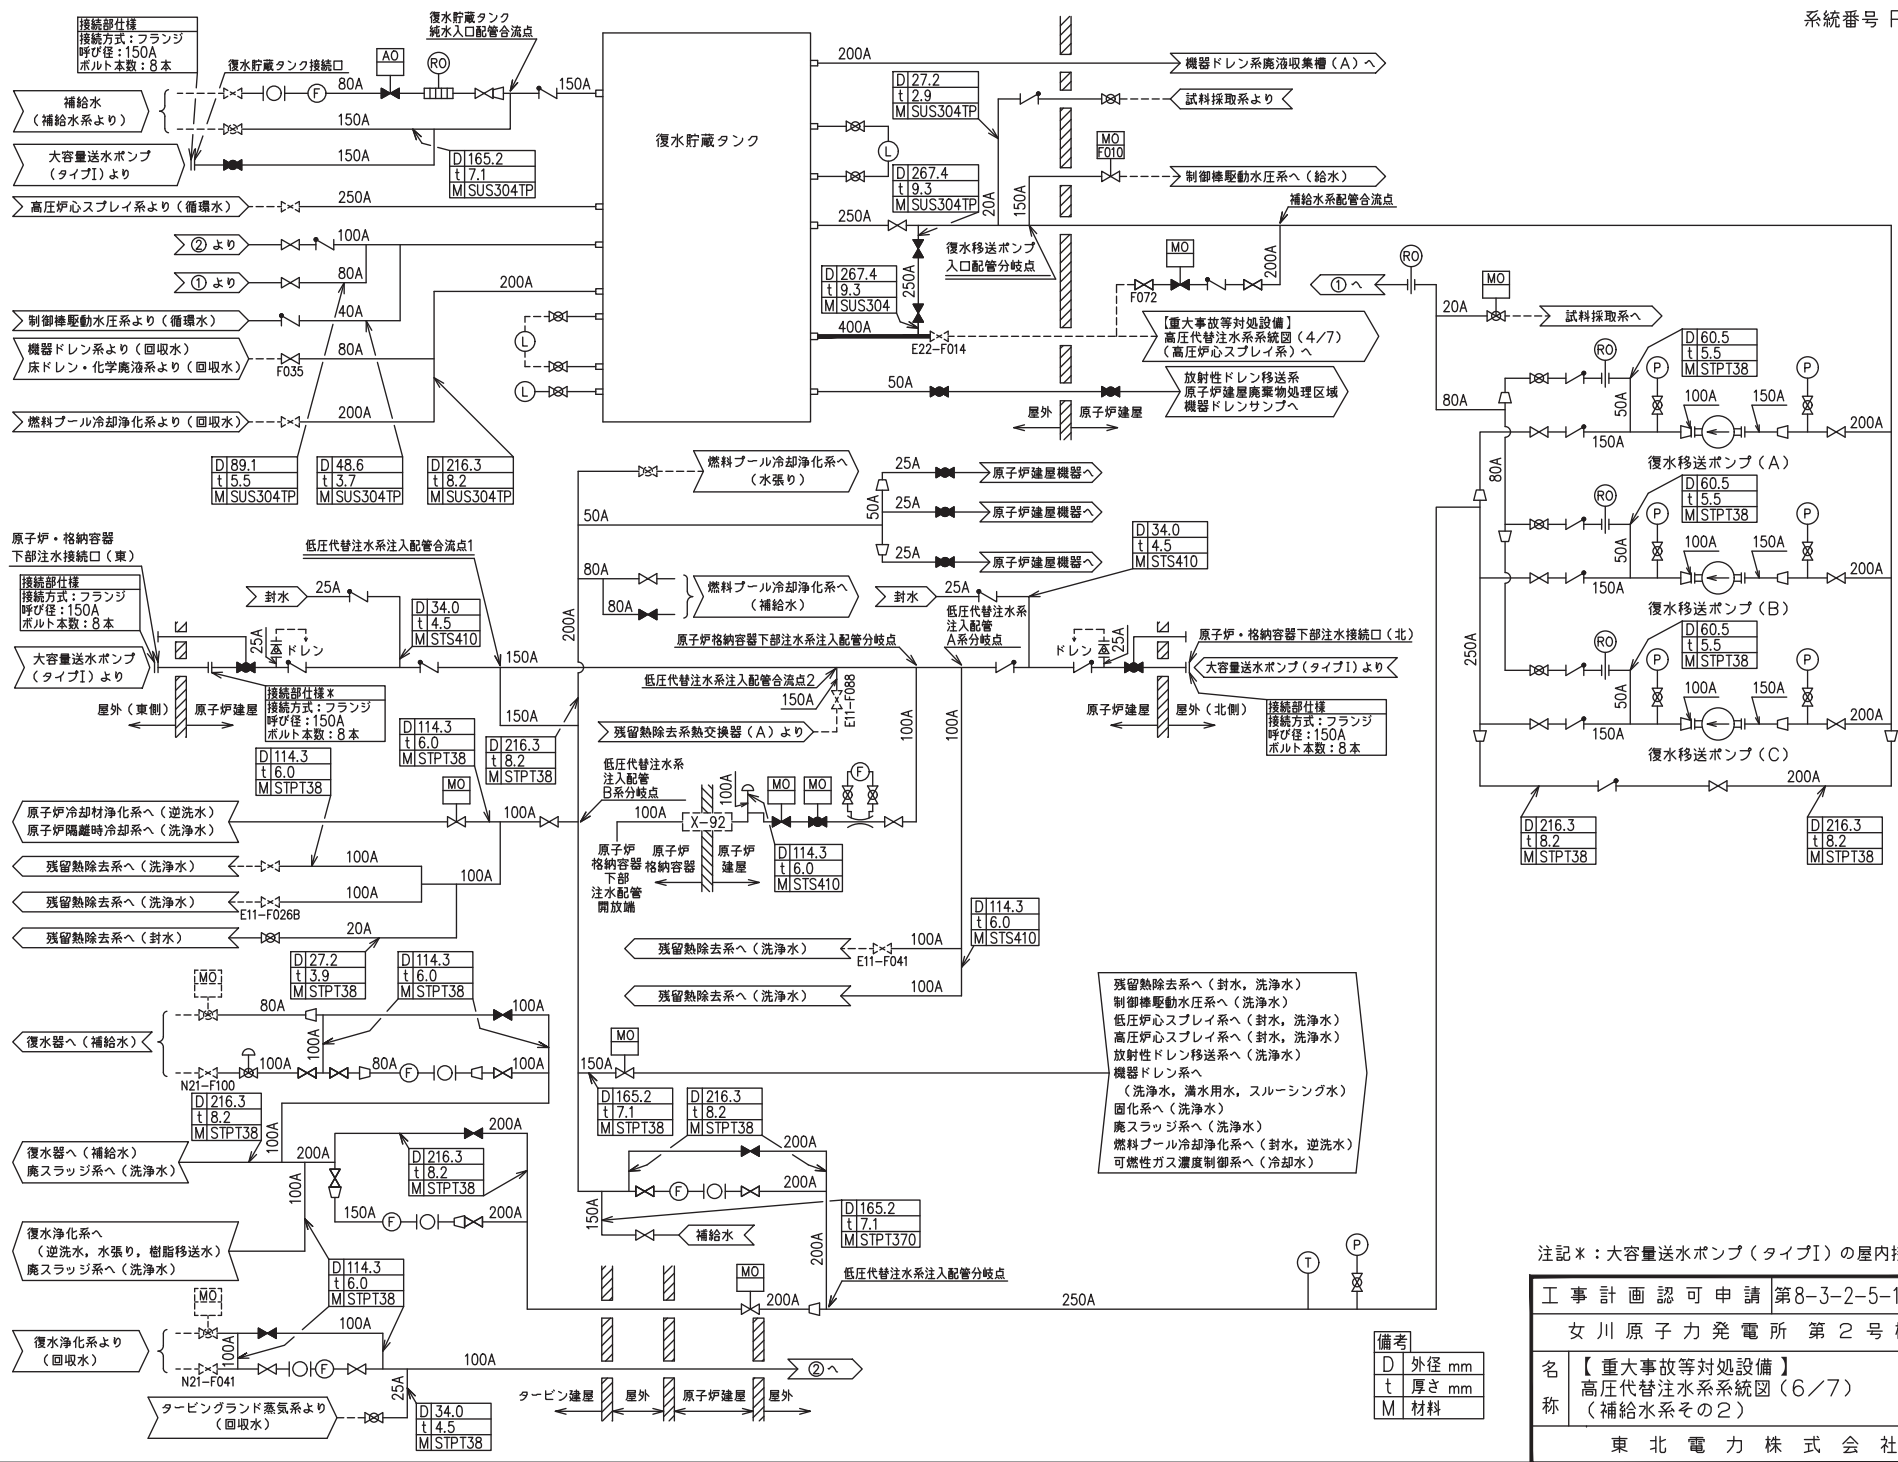 系統番号
接続部仕様
接続方式：フランジ
呼び径：150A
ボルト本数：8本
復水貯蔵タンク接続口
復水貯蔵タンク
純水入口配管合流点
AO
RO
80A
F
150A
補給水
（補給水系より）
150A
大容量送水ポンプ
（タイプI）より
150A
D 165.2
t 7.1
M SUS304TP
高圧炉心スプレイ系より（循環水）
250A
②より
100A
①より
80A
制御棒駆動水圧系より（循環水）
40A
機器ドレン系より（回収水）
床ドレン・化学廃液系より（回収水）
F035
80A
燃料プール冷却浄化系より（回収水）
200A
200A
L
L
D 89.1
t 5.5
M SUS304TP
D 48.6
t 3.7
M SUS304TP
D 216.3
t 8.2
M SUS304TP
復水貯蔵タンク
200A
機器ドレン系廃液収集槽（A）へ
D 27.2
t 2.9
M SUS304TP
試料採取系より
L
MO
F010
D 267.4
t 9.3
M SUS304TP
20A
150A
制御棒駆動水圧系へ（給水）
250A
補給水系配管合流点
復水移送ポンプ
入口配管分岐点
D 267.4
t 9.3
M SUS304
250A
400A
E22-F014
MO
F072
200A
【重大事故等対処設備】
高圧代替注水系系統図（4/7）
（高圧炉心スプレイ系）へ
50A
放射性ドレン移送系
原子炉建屋廃棄物処理区域
機器ドレンサンプへ
屋外
原子炉建屋
①へ
RO
MO
20A
試料採取系へ
80A
80A
RO
D 60.5
t 5.5
M STPT38
P
P
50A
100A
150A
200A
150A
復水移送ポンプ（A）
RO
D 60.5
t 5.5
M STPT38
P
P
50A
100A
150A
200A
150A
復水移送ポンプ（B）
RO
D 60.5
t 5.5
M STPT38
P
P
50A
100A
150A
200A
150A
復水移送ポンプ（C）
250A
200A
D 216.3
t 8.2
M STPT38
D 216.3
t 8.2
M STPT38
燃料プール冷却浄化系へ
（水張り）
50A
50A
25A
原子炉建屋機器へ
25A
原子炉建屋機器へ
25A
原子炉建屋機器へ
80A
80A
燃料プール冷却浄化系へ
（補給水）
200A
封水
25A
D 34.0
t 4.5
M STS410
原子炉・格納容器
下部注水接続口（東）
接続部仕様
接続方式：フランジ
呼び径：150A
ボルト本数：8本
低圧代替注水系注入配管合流点1
封水
25A
D 34.0
t 4.5
M STS410
25A
ドレン
大容量送水ポンプ
（タイプI）より
150A
屋外（東側）
原子炉建屋
接続部仕様＊
接続方式：フランジ
呼び径：150A
ボルト本数：8本
原子炉格納容器下部注水系注入配管分岐点
低圧代替注水系
注入配管
A系分岐点
ドレン
25A
原子炉・格納容器下部注水接続口（北）
大容量送水ポンプ（タイプI）より
原子炉建屋
屋外（北側）
接続部仕様
接続方式：フランジ
呼び径：150A
ボルト本数：8本
低圧代替注水系注入配管合流点2
150A
E11-F088
残留熱除去系熱交換器（A）より
150A
100A
100A
D 114.3
t 6.0
M STPT38
D 114.3
t 6.0
M STPT38
D 216.3
t 8.2
M STPT38
低圧代替注水系
注入配管
B系分岐点
MO
100A
原子炉冷却材浄化系へ（逆洗水）
原子炉隔離時冷却系へ（洗浄水）
残留熱除去系へ（洗浄水）
100A
残留熱除去系へ（洗浄水）
100A
E11-F026B
100A
残留熱除去系へ（封水）
20A
100A
X-92
100A
MO
MO
F
原子炉
格納容器
下部
注水配管
開放端
原子炉
格納容器
原子炉
建屋
D 114.3
t 6.0
M STS410
D 114.3
t 6.0
M STS410
残留熱除去系へ（洗浄水）
100A
E11-F041
残留熱除去系へ（洗浄水）
100A
D 27.2
t 3.9
M STPT38
D 114.3
t 6.0
M STPT38
MO
80A
100A
復水器へ（補給水）
100A
N21-F100
100A
80A
F
100A
D 216.3
t 8.2
M STPT38
100A
復水器へ（補給水）
廃スラッジ系へ（洗浄水）
200A
200A
D 216.3
t 8.2
M STPT38
150A
F
200A
100A
復水浄化系へ
（逆洗水，水張り，樹脂移送水）
廃スラッジ系へ（洗浄水）
D 114.3
t 6.0
M STPT38
MO
100A
100A
復水浄化系より
（回収水）
N21-F041
F
100A
タービングランド蒸気系より
（回収水）
25A
D 34.0
t 4.5
M STPT38
150A
MO
D 165.2
t 7.1
M STPT38
D 216.3
t 8.2
M STPT38
200A
F
200A
150A
補給水
D 165.2
t 7.1
M STPT370
200A
MO
200A
低圧代替注水系注入配管分岐点
250A
T
P
②へ
タービン建屋
屋外
原子炉建屋
屋外
残留熱除去系へ（封水，洗浄水）
制御棒駆動水圧系へ（洗浄水）
低圧炉心スプレイ系へ（封水，洗浄水）
高圧炉心スプレイ系へ（封水，洗浄水）
放射性ドレン移送系へ（洗浄水）
機器ドレン系へ
（洗浄水，満水用水，スルーシング水）
固化系へ（洗浄水）
廃スラッジ系へ（洗浄水）
燃料プール冷却浄化系へ（封水，逆洗水）
可燃性ガス濃度制御系へ（冷却水）
備考
D 外径 mm
t 厚さ mm
M 材料
注記＊：大容量送水ポンプ（タイプI）の屋内
工事計画認可申請 第8-3-2-5-1
女川原子力発電所 第2号
名称
【重大事故等対処設備】
高圧代替注水系系統図（6/7）
（補給水系その2）
東北電力株式会社